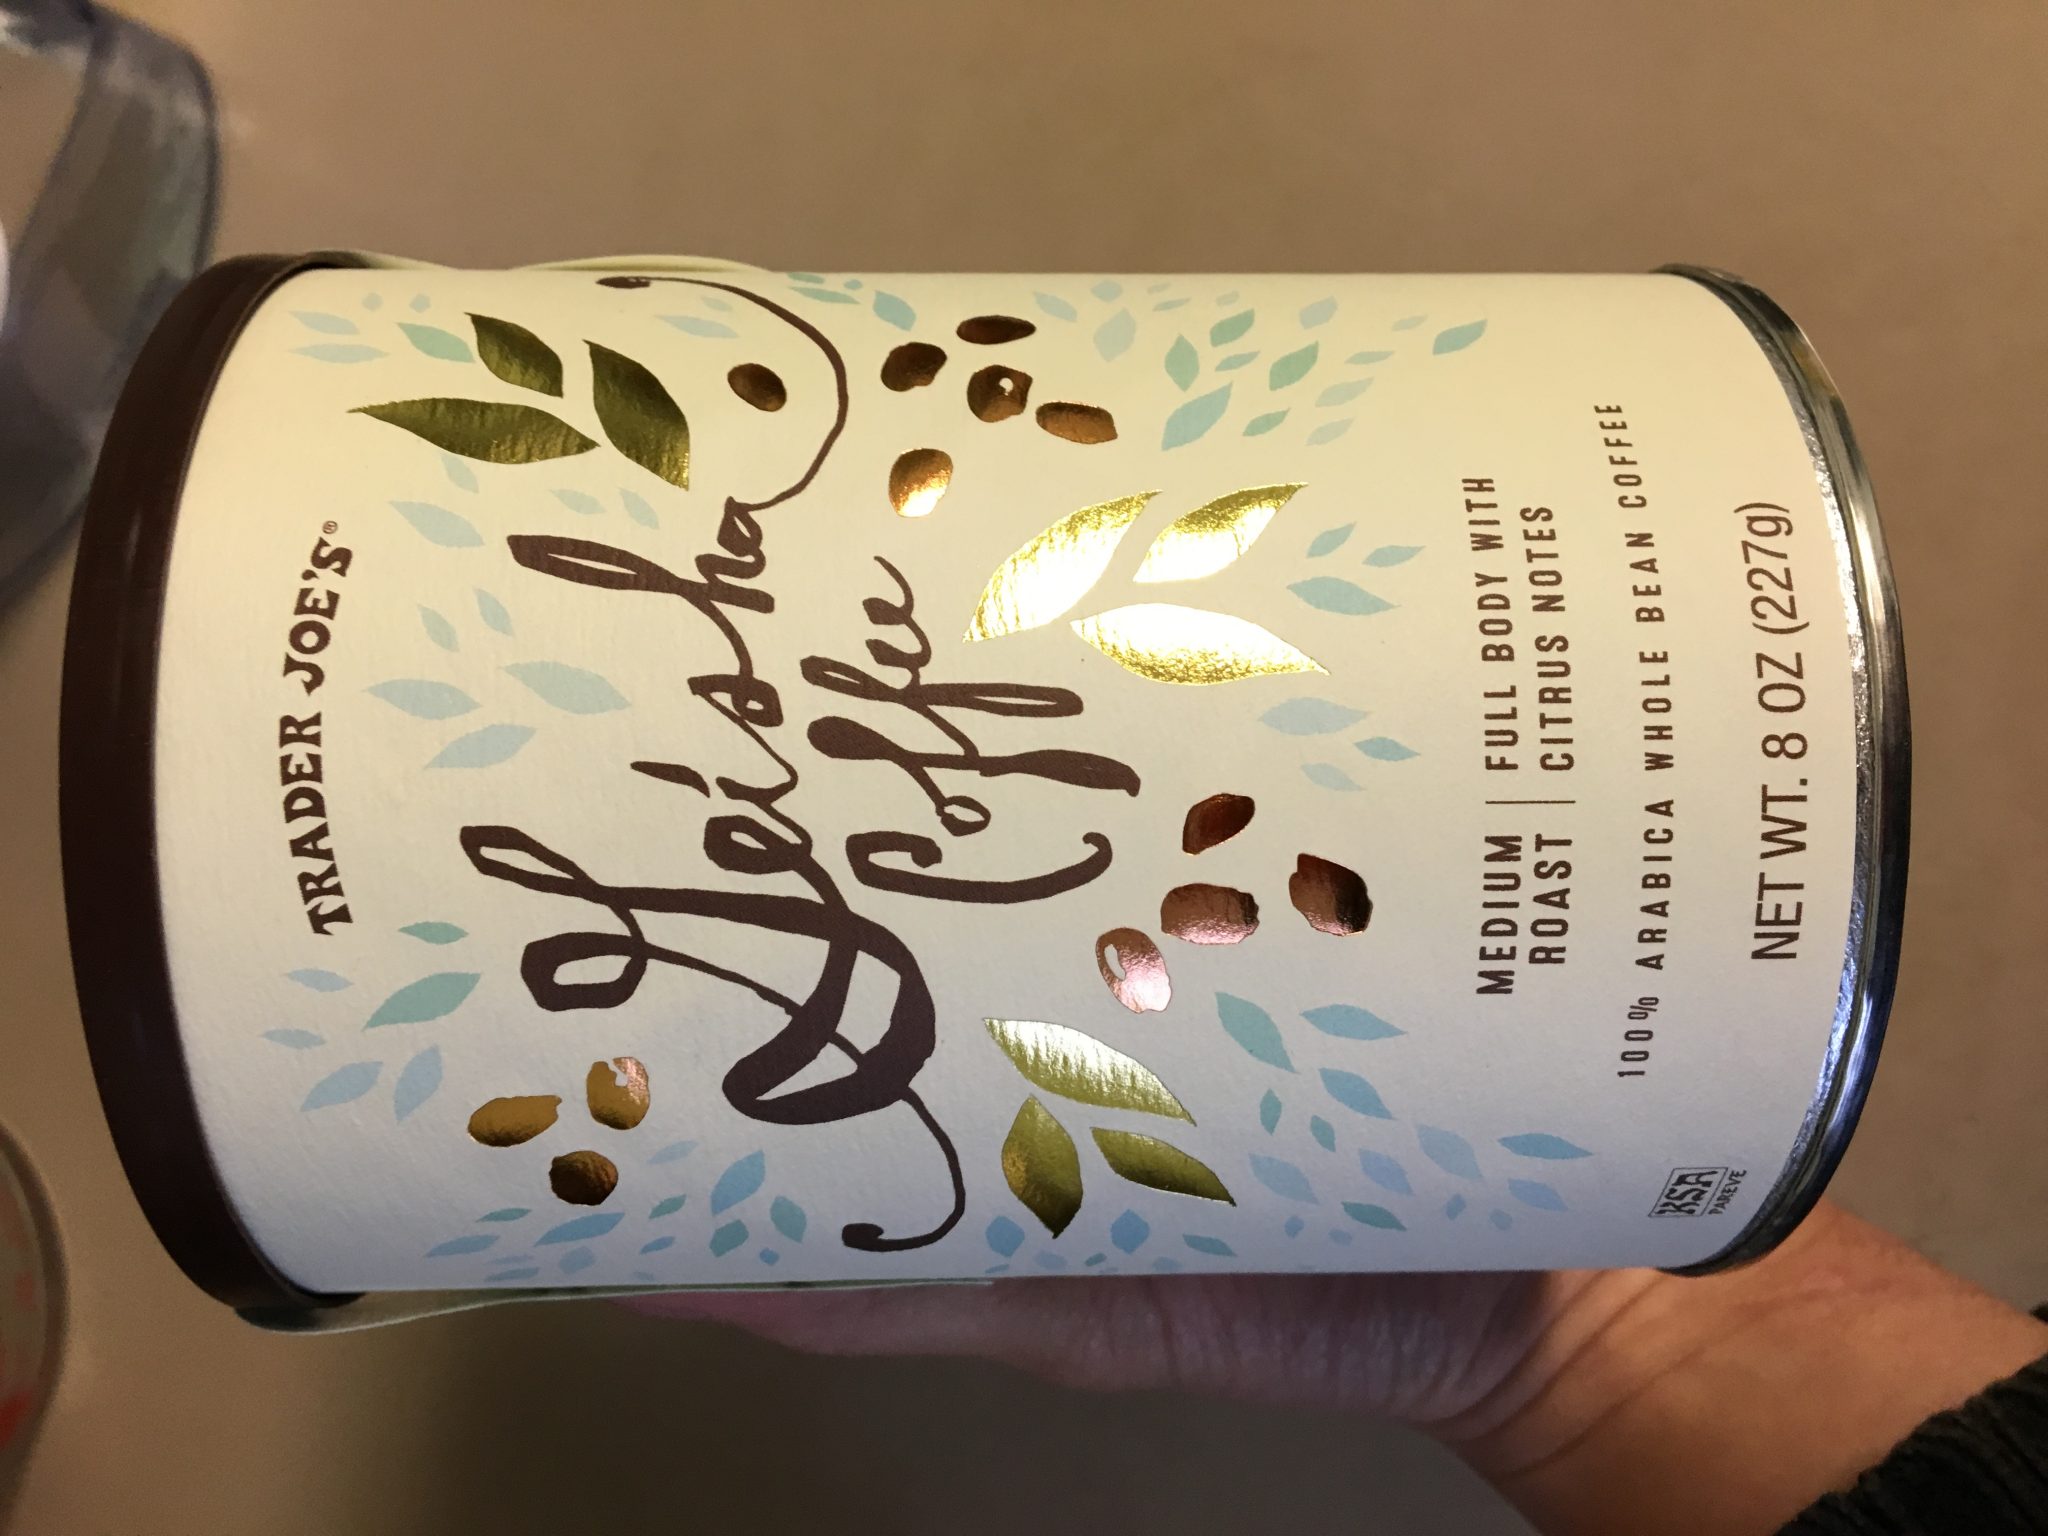 TRADER JOE'S®
Geisha
Coffee
MEDIUM | FULL BODY WITH
ROAST | CITRUS NOTES
100% ARABICA WHOLE BEAN COFFEE
KSA
PAREVE
NET WT. 8 OZ (227g)